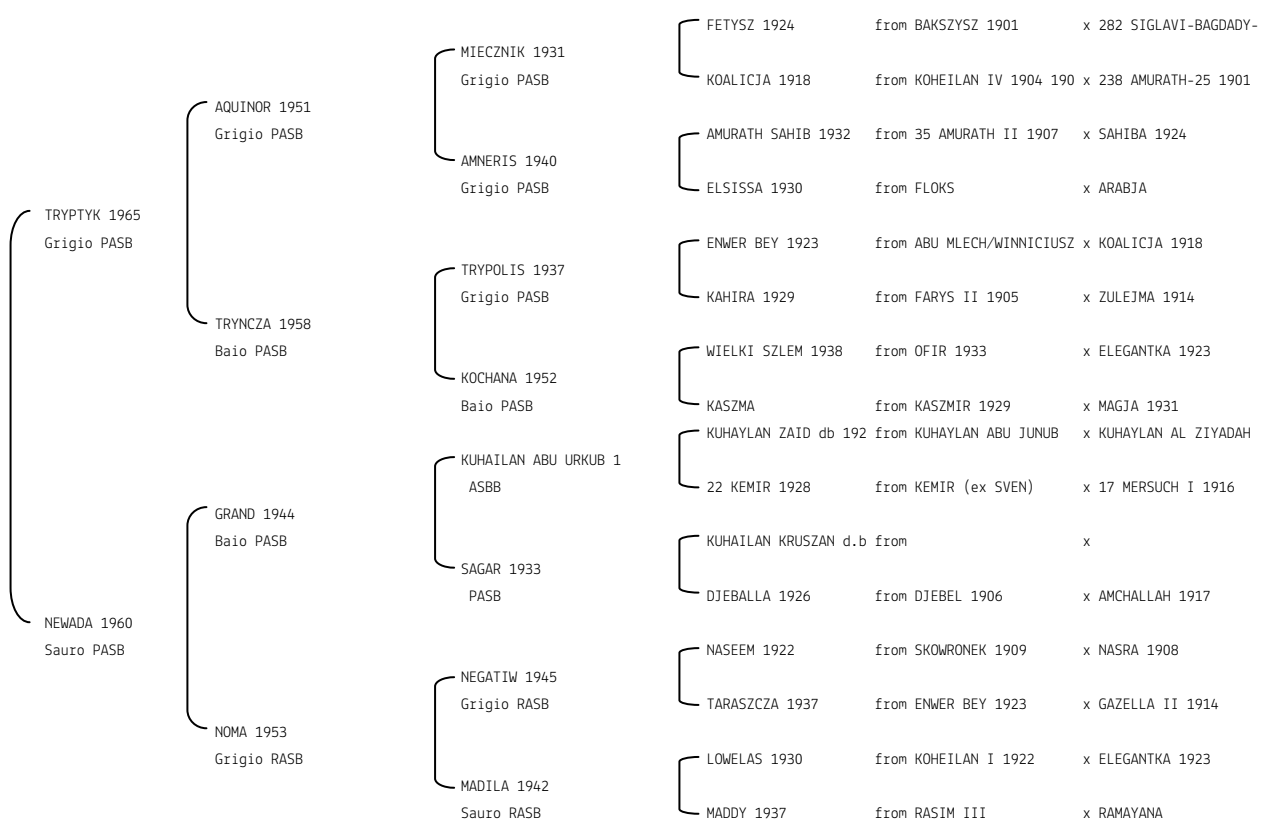 FETYSZ 1924 from BAKSZYSZ 1901 x 282 SIGLAVI-BAGDADY-
MIECZNIK 1931
Grigio PASB KOALICJA 1918 from KOHEILAN IV 1904 190 x 238 AMURATH-25 1901
AQUINOR 1951
Grigio PASB AMURATH SAHIB 1932 from 35 AMURATH II 1907 x SAHIBA 1924
AMNERIS 1940
Grigio PASB ELSISSA 1930 from FLOKS x ARABJA
TRYPTYK 1965
Grigio PASB ENWER BEY 1923 from ABU MLECH/WINNICIUSZ x KOALICJA 1918
TRYPOLIS 1937
Grigio PASB KAHIRA 1929 from FARYS II 1905 x ZULEJMA 1914
TRYNCZA 1958
Baio PASB WIELKI SZLEM 1938 from OFIR 1933 x ELEGANTKA 1923
KOCHANA 1952
Baio PASB KASZMA from KASZMIR 1929 x MAGJA 1931
KUHAYLAN ZAID db 192 from KUHAYLAN ABU JUNUB x KUHAYLAN AL ZIYADAH
KUHAILAN ABU URKUB 1
ASBB 22 KEMIR 1928 from KEMIR (ex SVEN) x 17 MERSUCH I 1916
GRAND 1944
Baio PASB KUHAILAN KRUSZAN d.b from x
SAGAR 1933
PASB DJEBALLA 1926 from DJEBEL 1906 x AMCHALLAH 1917
NEWADA 1960
Sauro PASB NASEEM 1922 from SKOWRONEK 1909 x NASRA 1908
NEGATIW 1945
Grigio RASB TARASZCZA 1937 from ENWER BEY 1923 x GAZELLA II 1914
NOMA 1953
Grigio RASB LOWELAS 1930 from KOHEILAN I 1922 x ELEGANTKA 1923
MADILA 1942
Sauro RASB MADDY 1937 from RASIM III x RAMAYANA